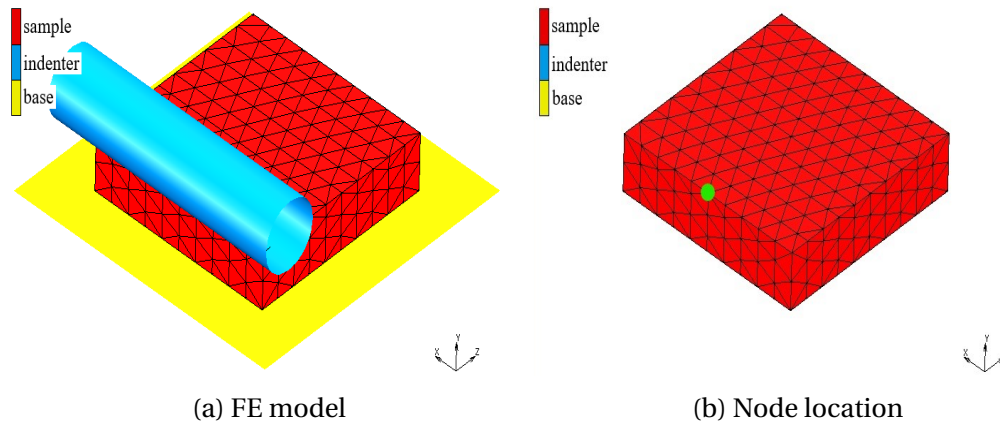 sample
indenter
base
X
Y
Z
(a) FE model
sample
indenter
base
X
Y
(b) Node location